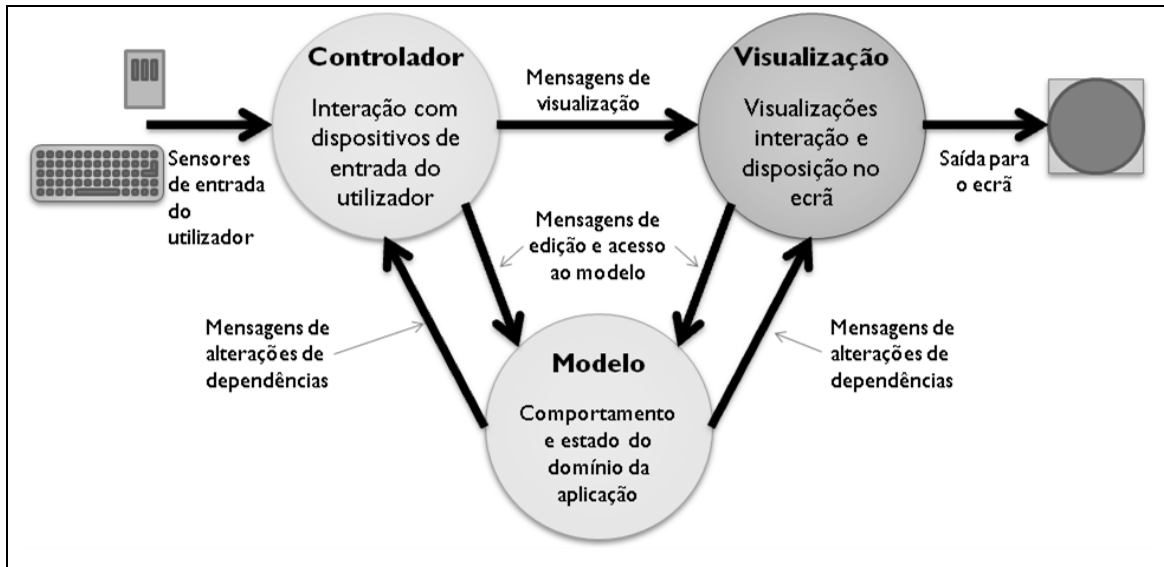 Controlador
Interação com
dispositivos de
entrada do
utilizador
Mensagens de
visualização
Visualização
Visualizações
interação e
disposição no
ecrã
Sensores
de entrada
do
utilizador
Saída para
o ecrã
Mensagens de
edição e acesso
ao modelo
Mensagens de
alterações de
dependências
Modelo
Comportamento
e estado do
domínio da
aplicação
Mensagens de
alterações de
dependências